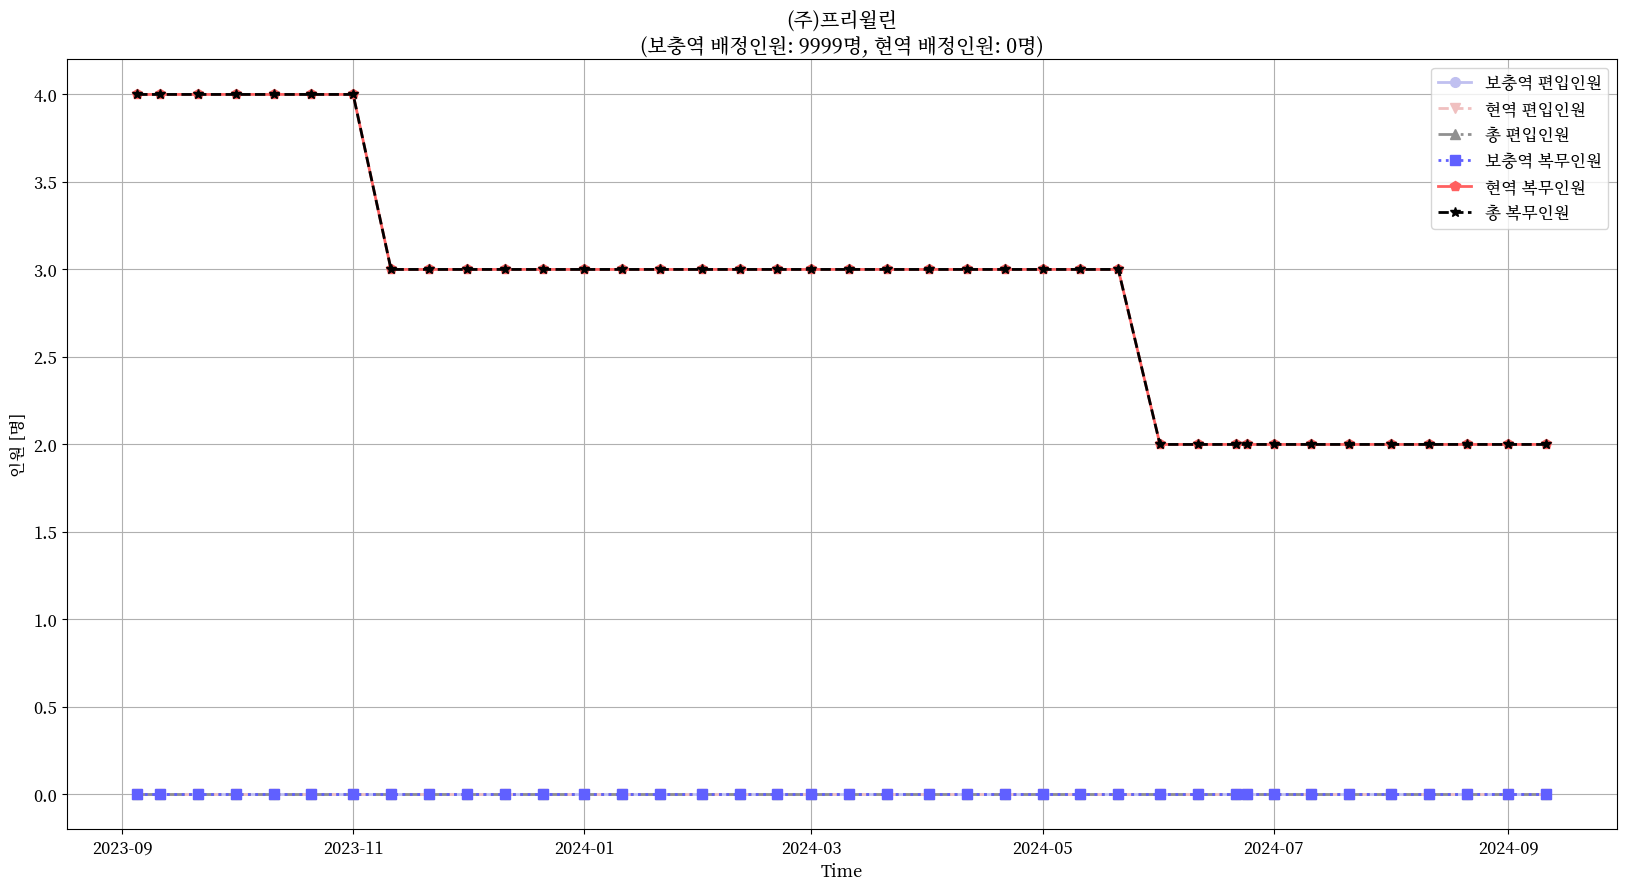 (주)프리윌린
(보충역 배정인원: 9999명, 현역 배정인원: 0명)
보충역 편입인원
현역 편입인원
총 편입인원
보충역 복무인원
현역 복무인원
총 복무인원
인원 [명]
4.0
3.5
3.0
2.5
2.0
1.5
1.0
0.5
0.0
2023-09
2023-11
2024-01
2024-03
2024-05
2024-07
2024-09
Time